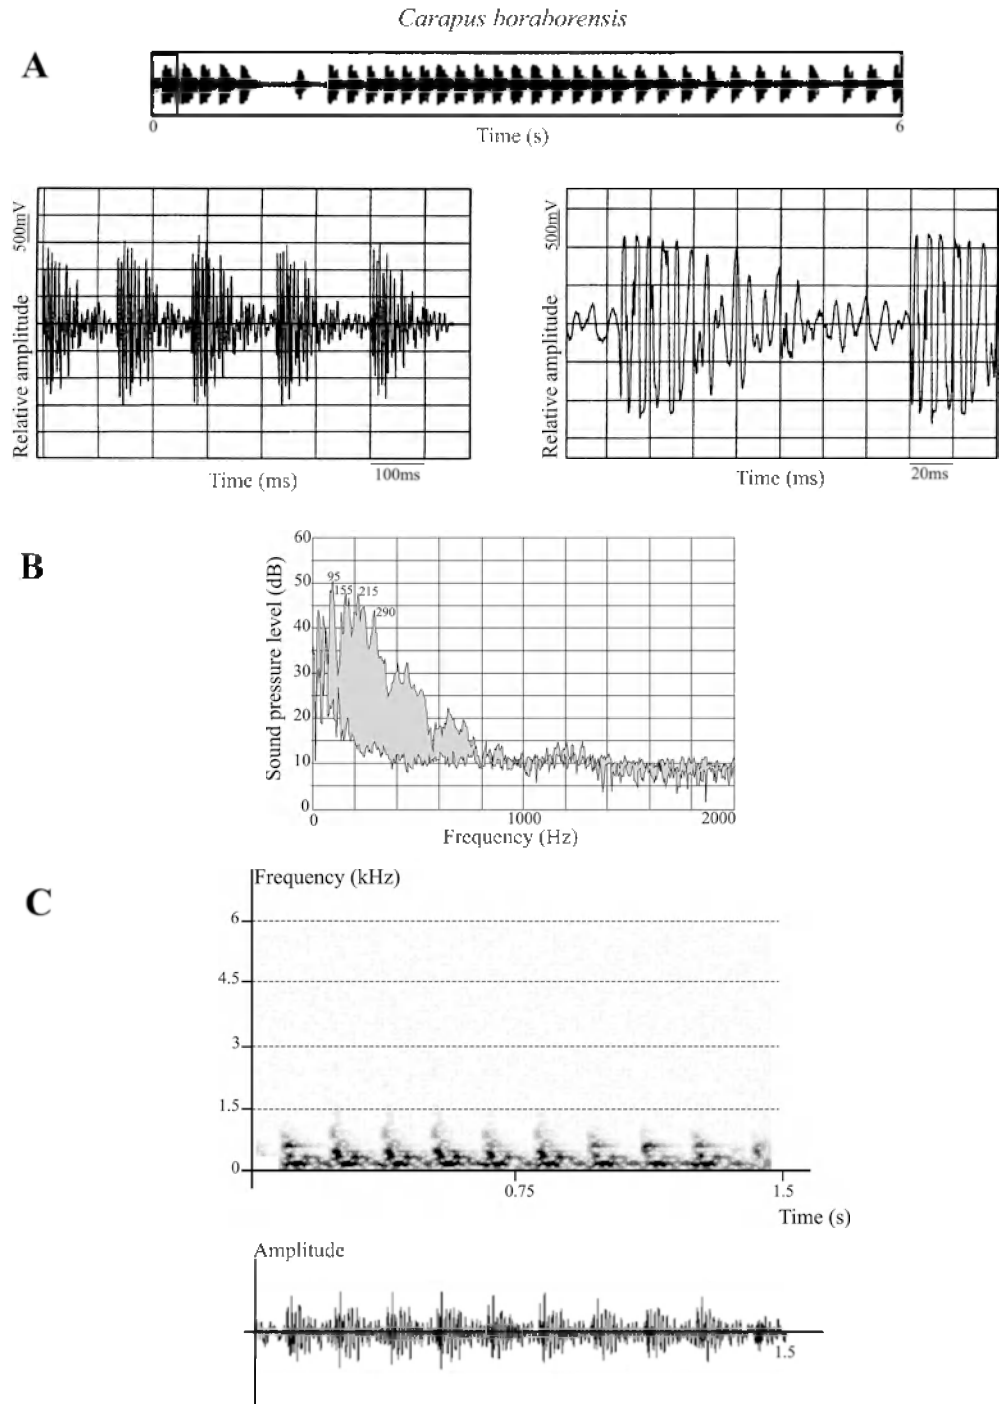 Carapus boraborensis
A
0
6
Time (s)
500mV
Relative amplitude
Time (ms)
100ms
500mV
Relative amplitude
Time (ms)
20ms
B
Sound pressure level (dB)
60
50
40
30
20
10
0
95
155
215
290
0
1000
2000
Frequency (Hz)
C
Frequency (kHz)
6
4.5
3
1.5
0
0.75
1.5
Time (s)
Amplitude
1.5